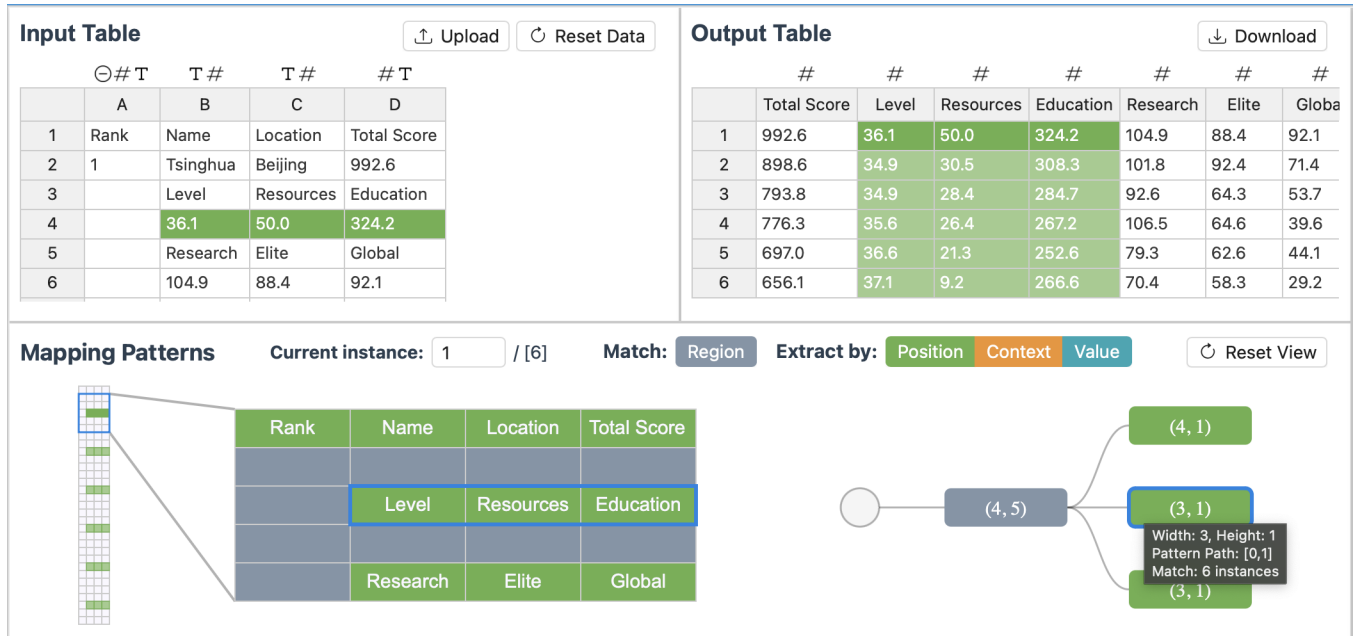 Input Table
Upload
Reset Data
# T
T #
T #
# T
A B C D
1 Rank Name Location Total Score
2 1 Tsinghua Beijing 992.6
3 Level Resources Education
4 36.1 50.0 324.2
5 Research Elite Global
6 104.9 88.4 92.1
Output Table
Download
# # # # # # #
Total Score Level Resources Education Research Elite Globa
1 992.6 36.1 50.0 324.2 104.9 88.4 92.1
2 898.6 34.9 30.5 308.3 101.8 92.4 71.4
3 793.8 34.9 28.4 284.7 92.6 64.3 53.7
4 776.3 35.6 26.4 267.2 106.5 64.6 39.6
5 697.0 36.6 21.3 252.6 79.3 62.6 44.1
6 656.1 37.1 9.2 266.6 70.4 58.3 29.2
Mapping Patterns
Current instance: 1 / [6]
Match: Region
Extract by: Position Context Value
Reset View
Rank Name Location Total Score
Level Resources Education
Research Elite Global
(4, 5)
(4, 1)
(3, 1)
Width: 3, Height: 1
Pattern Path: [0,1]
Match: 6 instances
(3, 1)